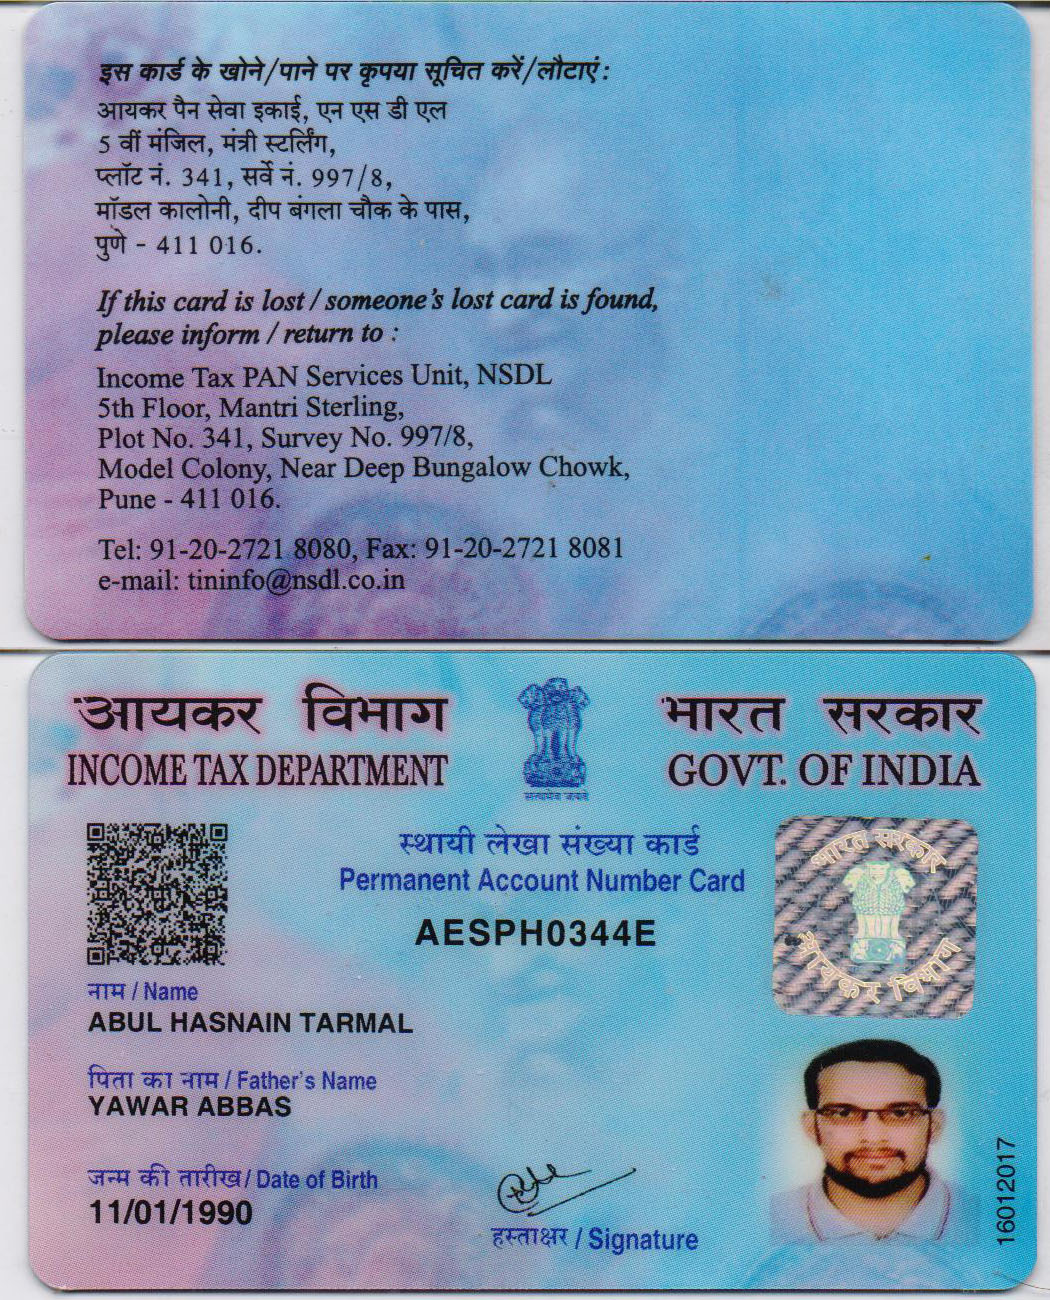 इस कार्ड के खोने/पाने पर कृपया सूचित करें/लौटाएं:
आयकर पैन सेवा इकाई, एन एस डी एल
5 वीं मंजिल, मंत्री स्टर्लिंग,
प्लॉट नं. 341, सर्वे नं. 997/8,
मॉडल कालोनी, दीप बंगला चौक के पास,
पुणे - 411 016.
If this card is lost / someone's lost card is found,
please inform / return to :
Income Tax PAN Services Unit, NSDL
5th Floor, Mantri Sterling,
Plot No. 341, Survey No. 997/8,
Model Colony, Near Deep Bungalow Chowk,
Pune - 411 016.
Tel: 91-20-2721 8080, Fax: 91-20-2721 8081
e-mail: tininfo@nsdl.co.in
आयकर विभाग भारत सरकार
INCOME TAX DEPARTMENT GOVT. OF INDIA
सत्यमेव जयते
स्थायी लेखा संख्या कार्ड
Permanent Account Number Card
AESPH0344E
भारत सरकार
आयकर विभाग
नाम / Name
ABUL HASNAIN TARMAL
पिता का नाम / Father's Name
YAWAR ABBAS
जन्म की तारीख / Date of Birth
11/01/1990
हस्ताक्षर / Signature
16012017